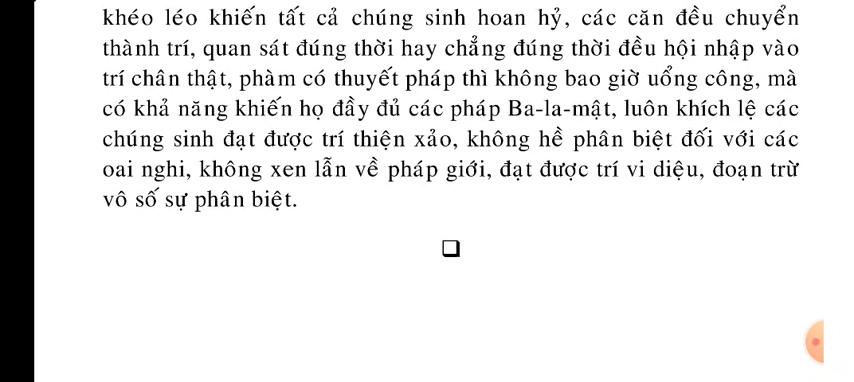 khéo léo khiến tất cả chúng sinh hoan hỷ, các căn đều chuyển
thành trí, quan sát đúng thời hay chẳng đúng thời đều hội nhập vào
trí chân thật, phàm có thuyết pháp thì không bao giờ uổng công, mà
có khả năng khiến họ đầy đủ các pháp Ba-la-mật, luôn khích lệ các
chúng sinh đạt được trí thiện xảo, không hề phân biệt đối với các
oai nghi, không xen lẫn về pháp giới, đạt được trí vi diệu, đoạn trừ
vô số sự phân biệt.